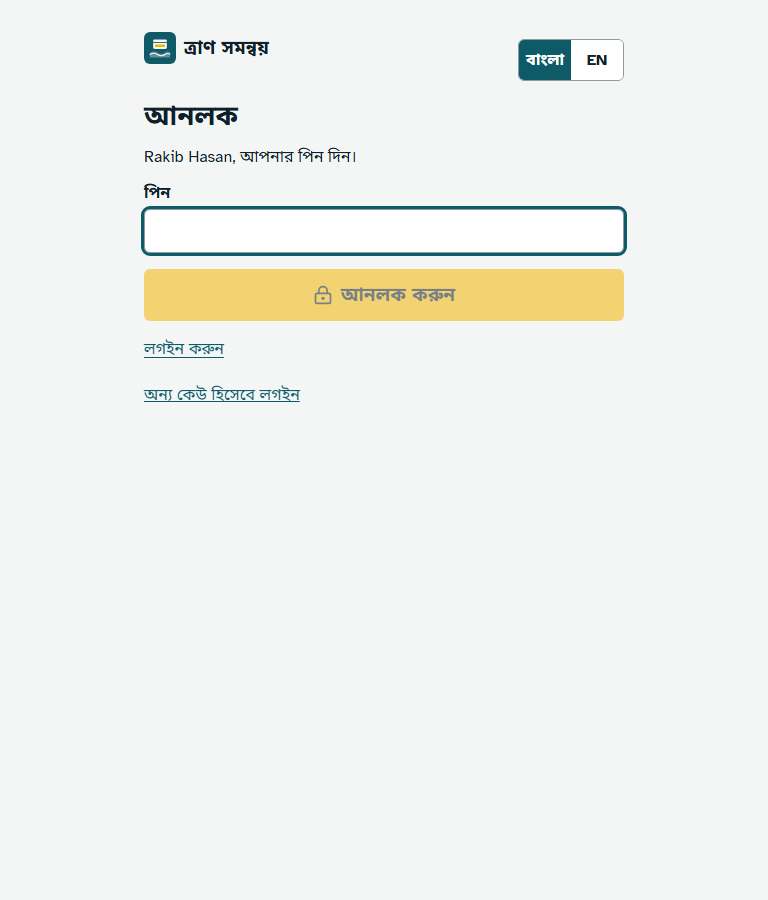 ত্রাণ সমন্বয়
বাংলা EN
আনলক
Rakib Hasan, আপনার পিন দিন।
পিন
আনলক করুন
লগইন করুন
অন্য কেউ হিসেবে লগইন